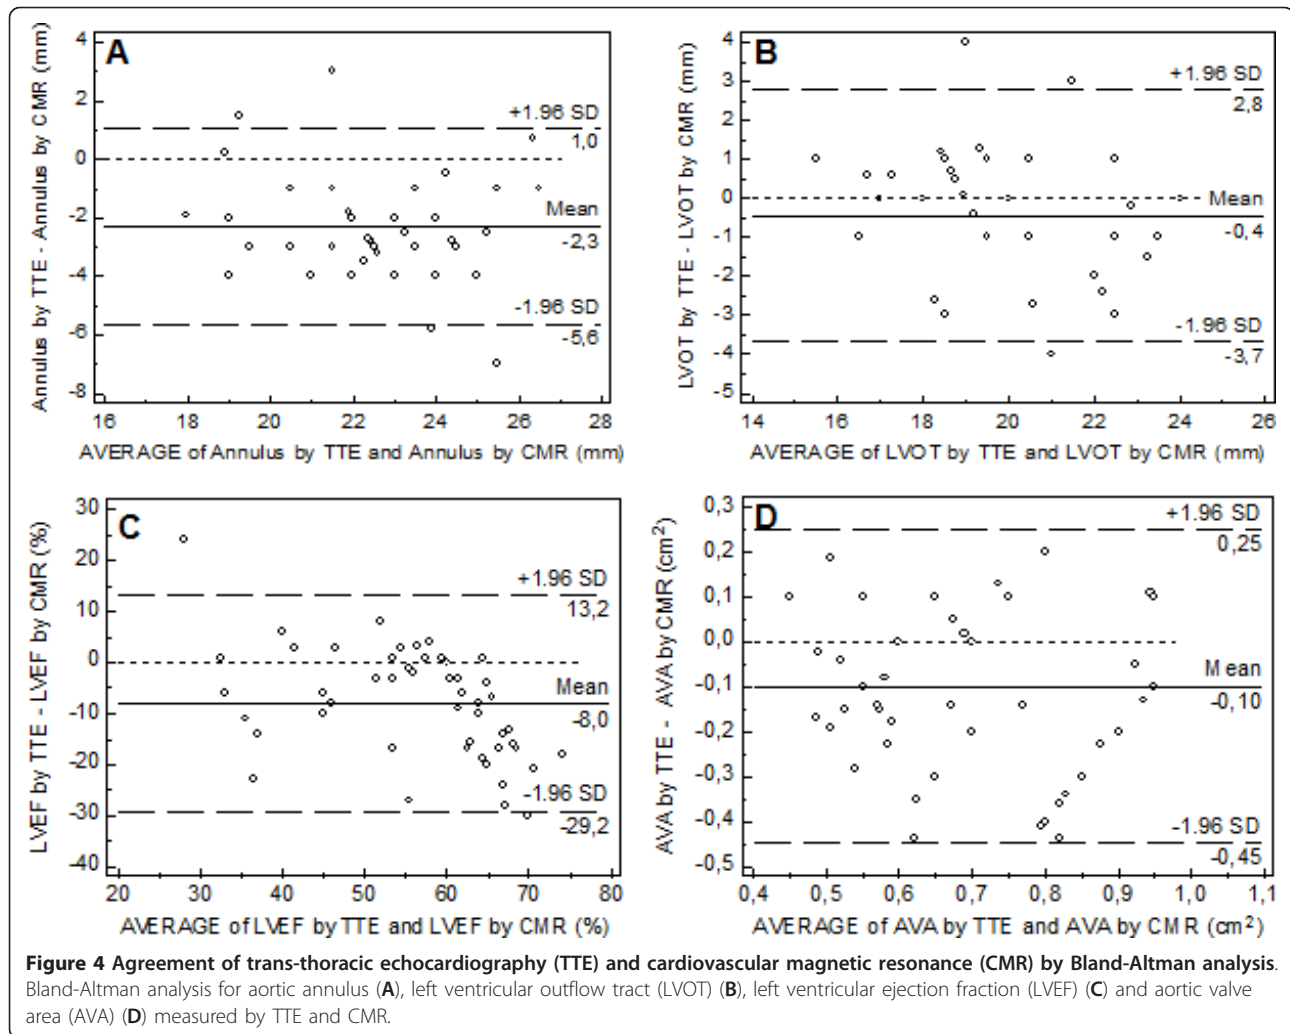 A
Annulus by TTE - Annulus by CMR (mm)
4
2
0
-2
-4
-6
-8
+1.96 SD
1,0
Mean
-2,3
-1.96 SD
-5,6
16 18 20 22 24 26 28
AVERAGE of Annulus by TTE and Annulus by CMR (mm)
B
LVOT by TTE - LVOT by CMR (mm)
4
3
2
1
0
-1
-2
-3
-4
-5
+1.96 SD
2,8
Mean
-0,4
-1.96 SD
-3,7
14 16 18 20 22 24 26
AVERAGE of LVOT by TTE and LVOT by CMR (mm)
C
LVEF by TTE - LVEF by CMR (%)
30
20
10
0
-10
-20
-30
-40
+1.96 SD
13,2
Mean
-8,0
-1.96 SD
-29,2
20 30 40 50 60 70 80
AVERAGE of LVEF by TTE and LVEF by CMR (%)
D
AVA by TTE - AVA by CMR (cm²)
0,3
0,2
0,1
0,0
-0,1
-0,2
-0,3
-0,4
-0,5
+1.96 SD
0,25
Mean
-0,10
-1.96 SD
-0,45
0,4 0,5 0,6 0,7 0,8 0,9 1,0 1,1
AVERAGE of AVA by TTE and AVA by CMR (cm²)
Figure 4 Agreement of trans-thoracic echocardiography (TTE) and cardiovascular magnetic resonance (CMR) by Bland-Altman analysis.
Bland-Altman analysis for aortic annulus (A), left ventricular outflow tract (LVOT) (B), left ventricular ejection fraction (LVEF) (C) and aortic valve
area (AVA) (D) measured by TTE and CMR.